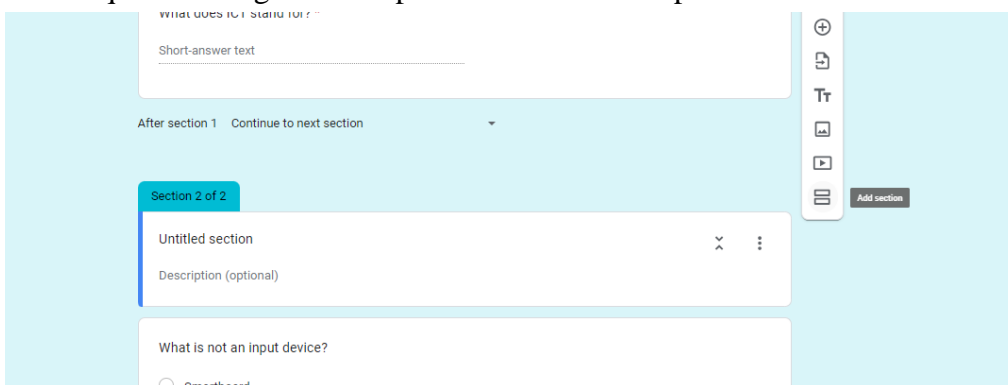 What does ICT stand for? *
Short-answer text
After section 1 Continue to next section
Section 2 of 2
Add section
Untitled section
Description (optional)
What is not an input device?
Smartboard